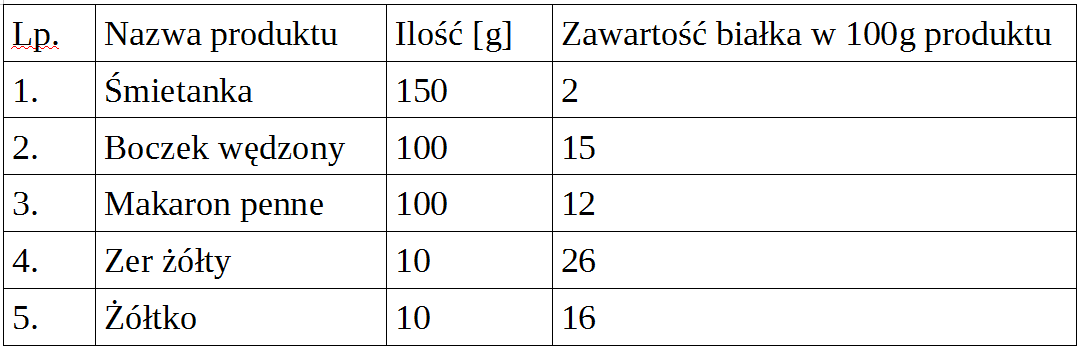 Lp. Nazwa produktu Ilość [g] Zawartość białka w 100g produktu
1. Śmietanka 150 2
2. Boczek wędzony 100 15
3. Makaron penne 100 12
4. Zer żółty 10 26
5. Żółtko 10 16